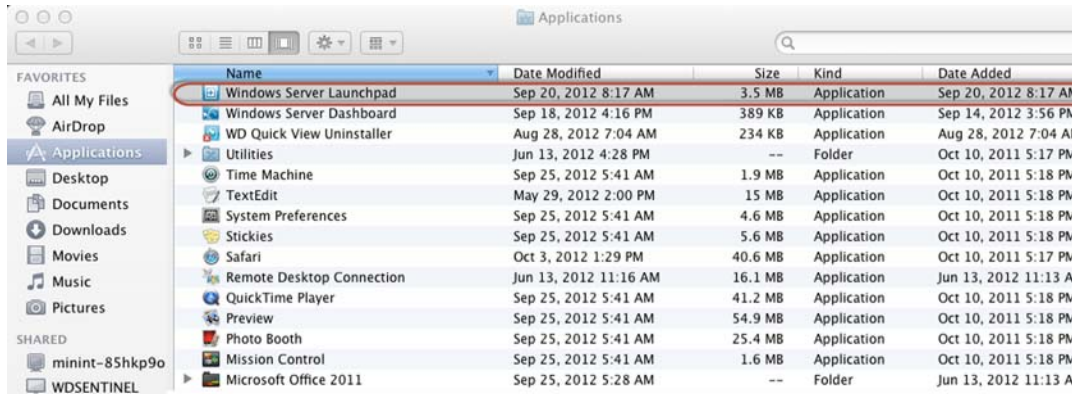 Applications
FAVORITES
All My Files
AirDrop
Applications
Desktop
Documents
Downloads
Movies
Music
Pictures
SHARED
minint-85hkp9o
WDSENTINEL
Name Date Modified Size Kind Date Added
Windows Server Launchpad Sep 20, 2012 8:17 AM 3.5 MB Application Sep 20, 2012 8:17 AM
Windows Server Dashboard Sep 18, 2012 4:16 PM 389 KB Application Sep 14, 2012 3:56 PM
WD Quick View Uninstaller Aug 28, 2012 7:04 AM 234 KB Application Aug 28, 2012 7:04 A
Utilities Jun 13, 2012 4:28 PM -- Folder Oct 10, 2011 5:17 PM
Time Machine Sep 25, 2012 5:41 AM 1.9 MB Application Oct 10, 2011 5:18 PM
TextEdit May 29, 2012 2:00 PM 15 MB Application Oct 10, 2011 5:18 PM
System Preferences Sep 25, 2012 5:41 AM 4.6 MB Application Oct 10, 2011 5:18 PM
Stickies Sep 25, 2012 5:41 AM 5.6 MB Application Oct 10, 2011 5:18 PM
Safari Oct 3, 2012 1:29 PM 40.6 MB Application Oct 10, 2011 5:17 PM
Remote Desktop Connection Jun 13, 2012 11:16 AM 16.1 MB Application Jun 13, 2012 11:13 A
QuickTime Player Sep 25, 2012 5:41 AM 41.2 MB Application Oct 10, 2011 5:18 PM
Preview Sep 25, 2012 5:41 AM 54.9 MB Application Oct 10, 2011 5:18 PM
Photo Booth Sep 25, 2012 5:41 AM 25.4 MB Application Oct 10, 2011 5:18 PM
Mission Control Sep 25, 2012 5:41 AM 1.6 MB Application Oct 10, 2011 5:18 PM
Microsoft Office 2011 Sep 25, 2012 5:28 AM -- Folder Jun 13, 2012 11:13 A